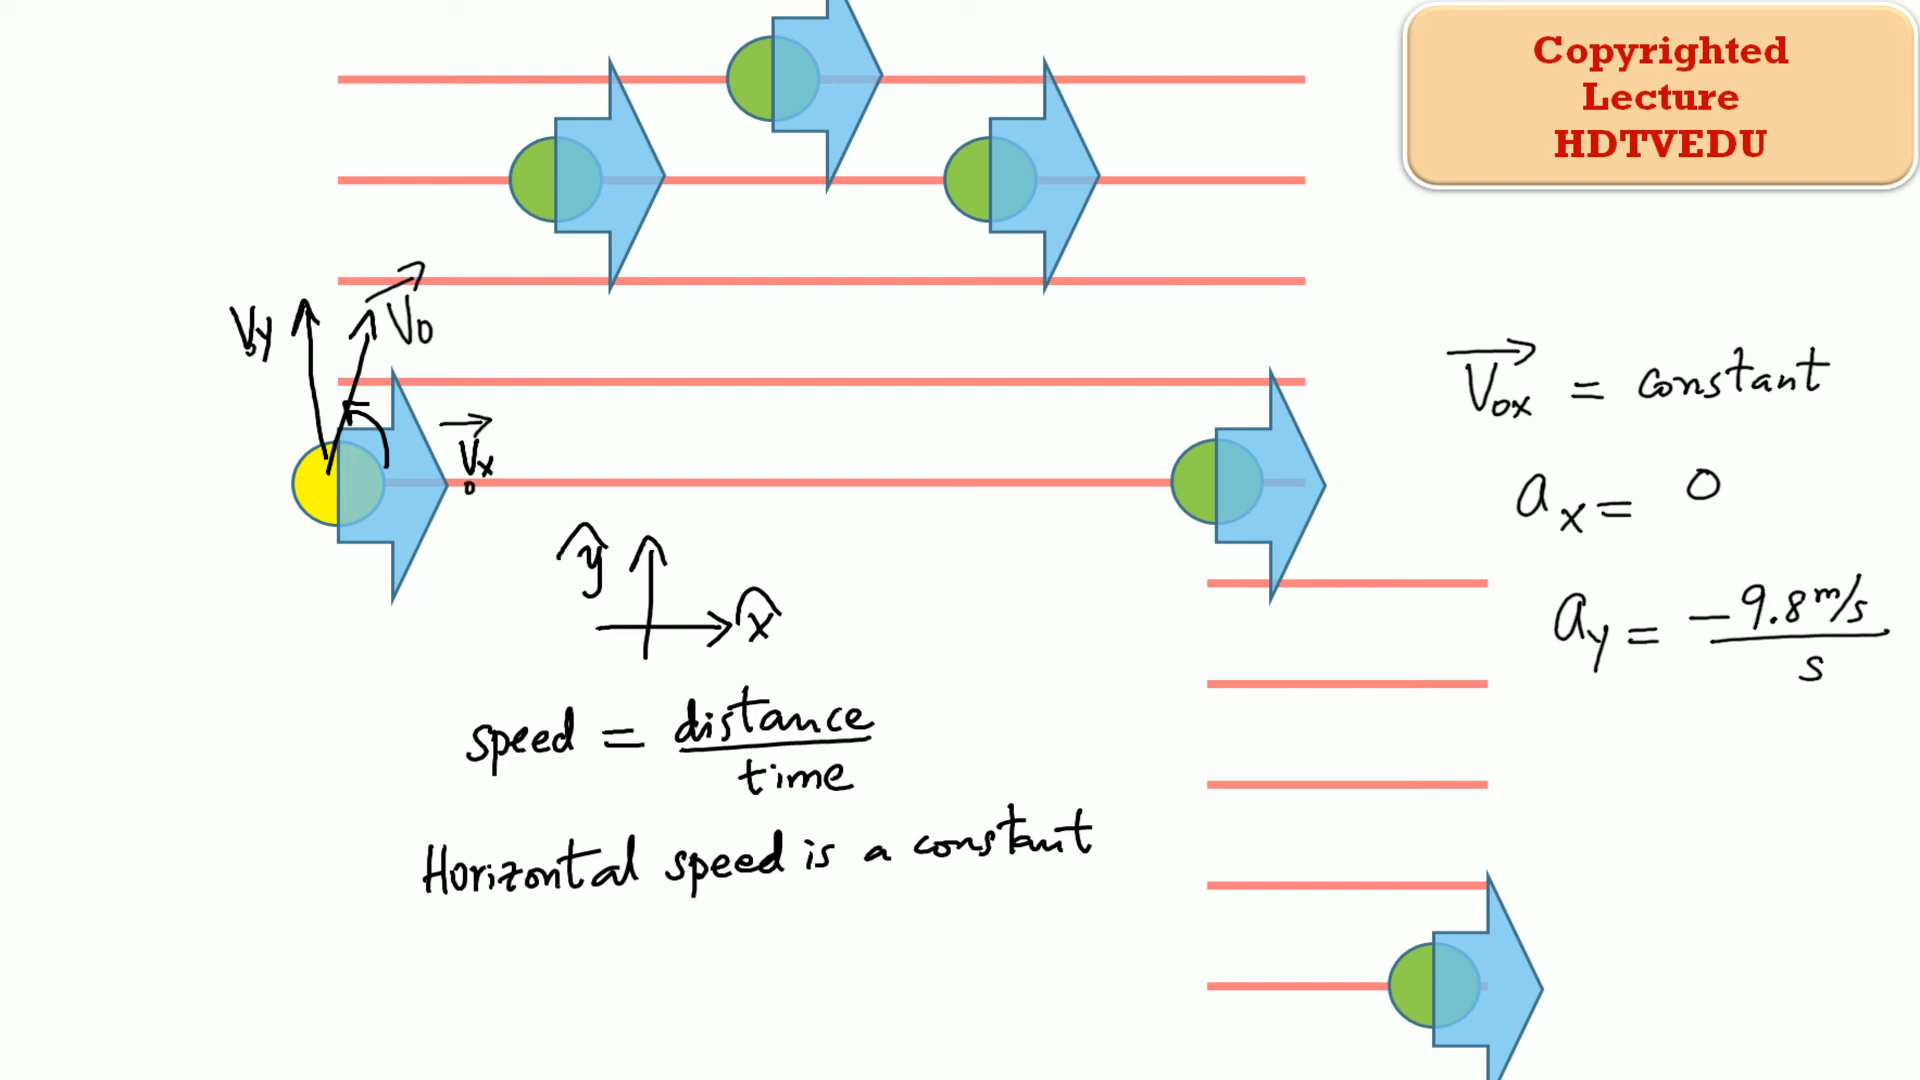 Copyrighted
Lecture
HDTVEDU
Vy
V0
Vx
0
V0x = constant
ax = 0
ay = -9.8 m/s
s
ŷ
x̂
speed = distance
time
Horizontal speed is a constant